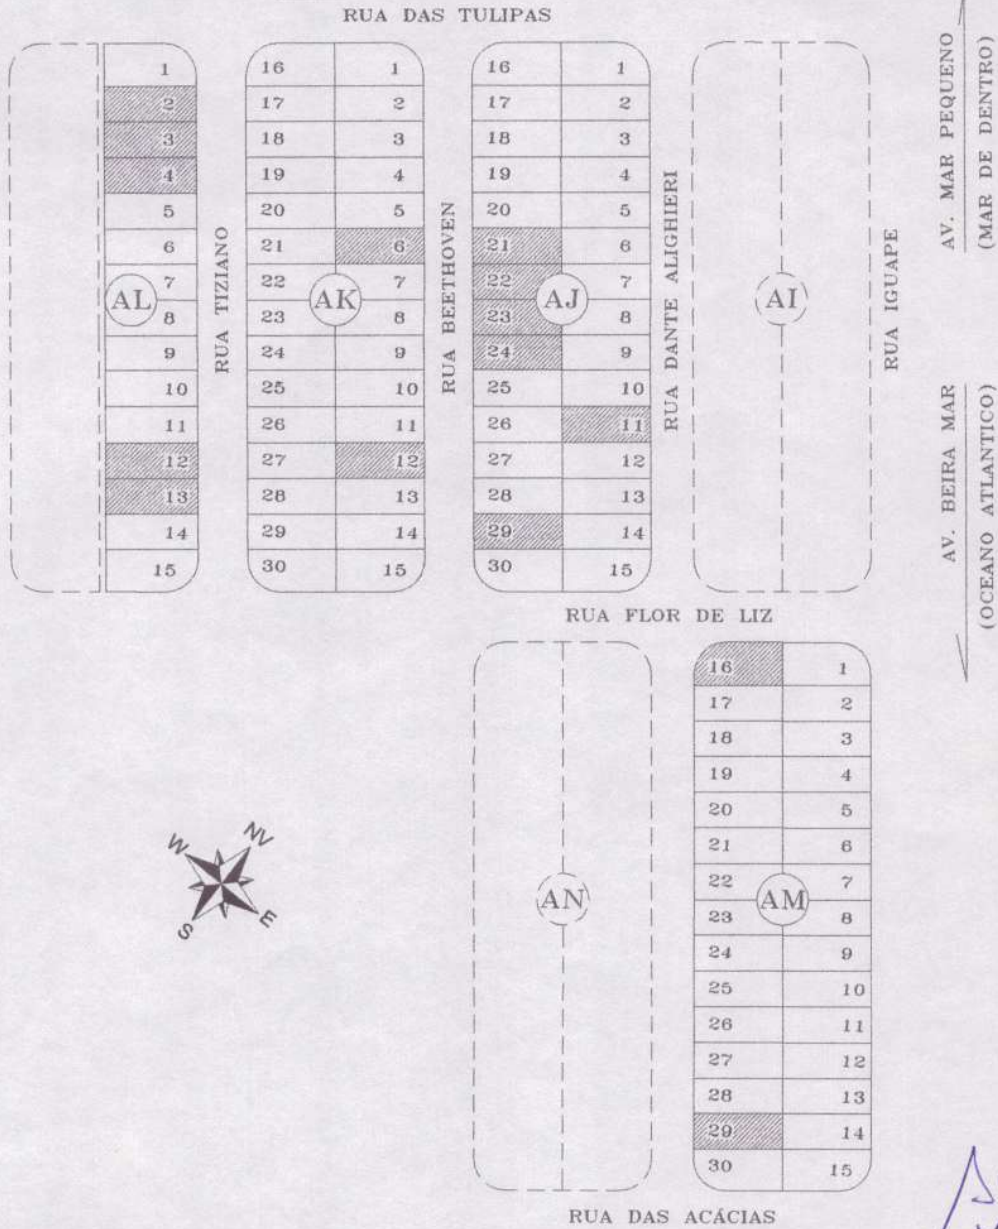 RUA DAS TULIPAS
AV. MAR PEQUENO
(MAR DE DENTRO)
1
2
3
4
5
6
7
8
9
10
11
12
13
14
15
AL
RUA TIZIANO
16 1
17 2
18 3
19 4
20 5
21 6
22 7
23 8
24 9
25 10
26 11
27 12
28 13
29 14
30 15
AK
RUA BEETHOVEN
16 1
17 2
18 3
19 4
20 5
21 6
22 7
23 8
24 9
25 10
26 11
27 12
28 13
29 14
30 15
AJ
RUA DANTE ALIGHIERI
AI
RUA IGUAPE
AV. BEIRA MAR
(OCEANO ATLANTICO)
RUA FLOR DE LIZ
AN
16 1
17 2
18 3
19 4
20 5
21 6
22 7
23 8
24 9
25 10
26 11
27 12
28 13
29 14
30 15
AM
W
NV
S
E
RUA DAS ACÁCIAS